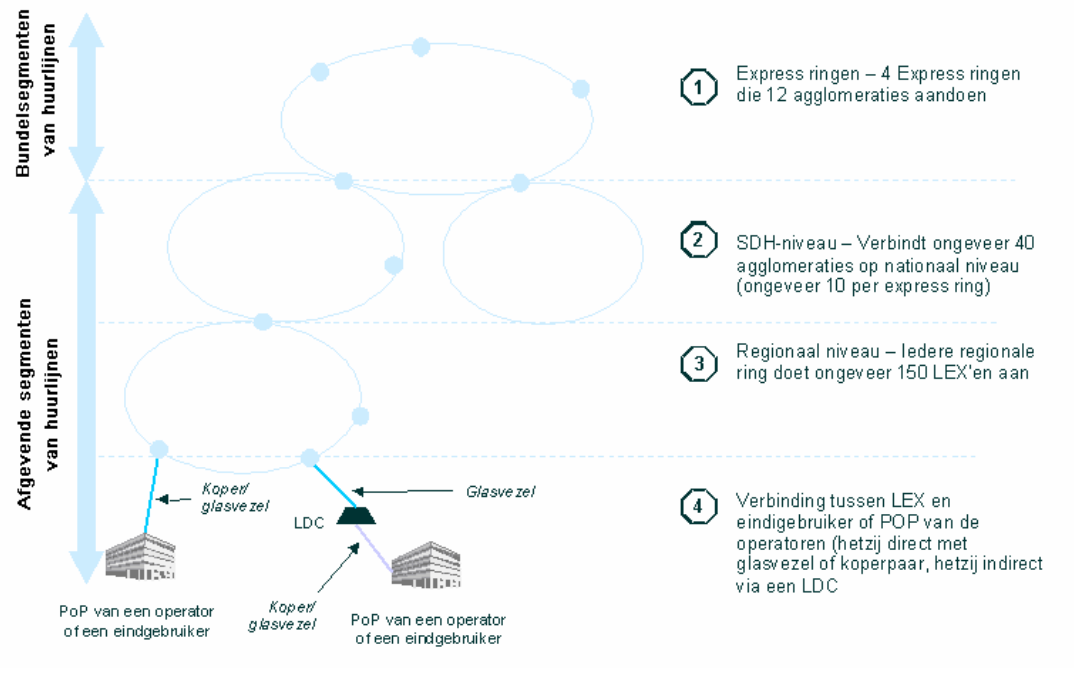 Bundelsegmenten
van huurlijnen
1
Express ringen – 4 Express ringen
die 12 agglomeraties aandoen
2
SDH-niveau – Verbindt ongeveer 40
agglomeraties op nationaal niveau
(ongeveer 10 per express ring)
Afgevende segmenten
van huurlijnen
3
Regionaal niveau – Iedere regionale
ring doet ongeveer 150 LEX'en aan
Koper/
glasvezel
Glasvezel
LDC
4
Verbinding tussen LEX en
eindigebruiker of POP van de
operatoren (hetzij direct met
glasvezel of koperpaar, hetzij indirect
via een LDC
Koper/
glasvezel
PoP van een operator
of een eindgebruiker
PoP van een operator
of een eindgebruiker